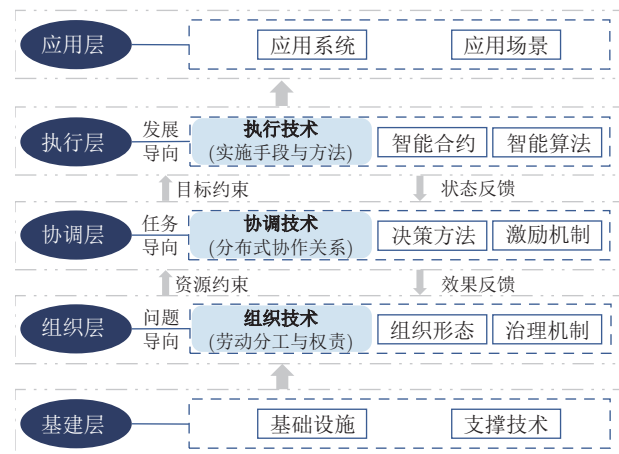 应用层
应用系统
应用场景
执行层
发展
导向
执行技术
(实施手段与方法)
智能合约
智能算法
目标约束
状态反馈
协调层
任务
导向
协调技术
(分布式协作关系)
决策方法
激励机制
资源约束
效果反馈
组织层
问题
导向
组织技术
(劳动分工与权责)
组织形态
治理机制
基建层
基础设施
支撑技术